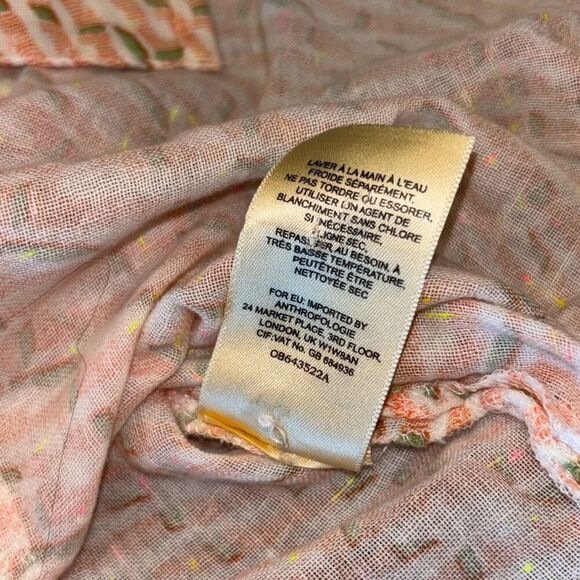 LAVER À LA MAIN À L'EAU
FROIDE SÉPARÉMENT,
NE PAS TORDRE OU ESSORER,
UTILISER UN AGENT DE
BLANCHIMENT SANS CHLORE
SI NÉCESSAIRE,
LIGNE SEC,
REPASSER AU BESOIN, À
TRÈS BASSE TEMPÉRATURE,
PEUTÊTRE ÊTRE
NETTOYÉE SEC
FOR EU: IMPORTED BY
ANTHROPOLOGIE
24 MARKET PLACE, 3RD FLOOR,
LONDON, UK W1W8AN
CIF:VAT No. GB 684936
OB643522A